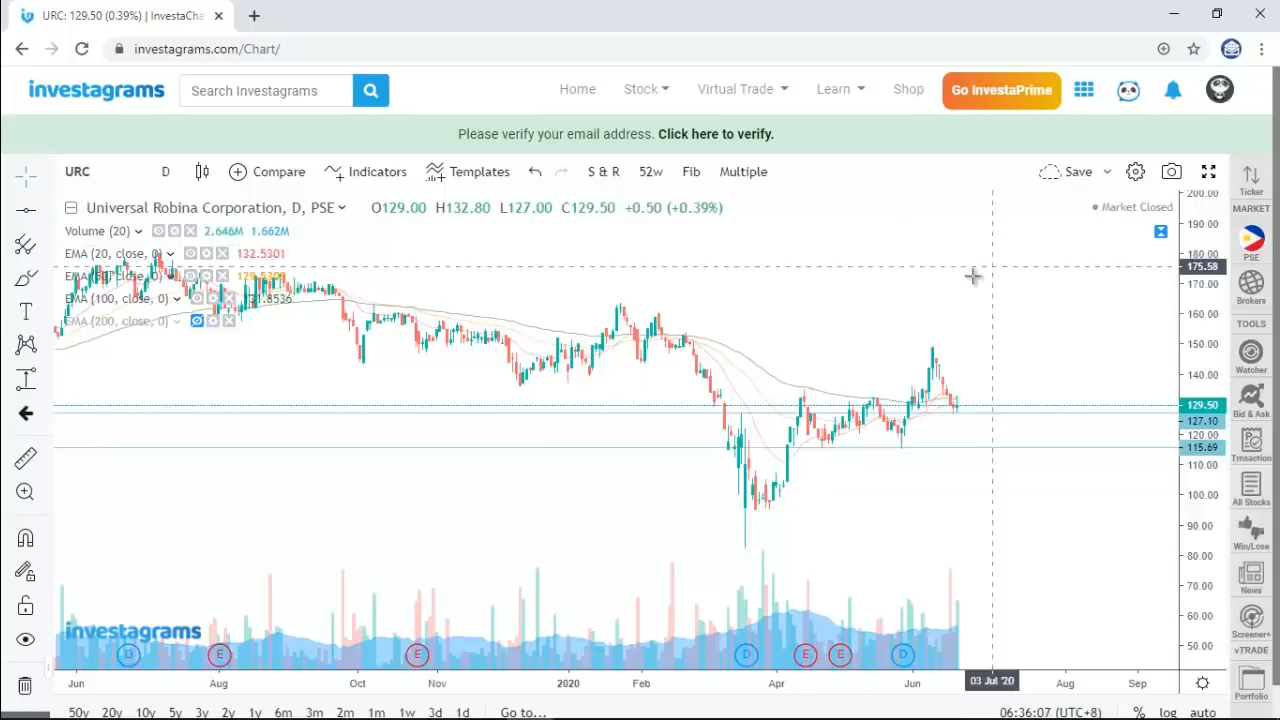 URC: 129.50 (0.39%) | InvestaCha
investagrams.com/Chart/
investagrams
Search Investagrams
Home Stock Virtual Trade Learn Shop Go InvestaPrime
Please verify your email address. Click here to verify.
URC D Compare Indicators Templates S & R 52w Fib Multiple Save
Ticker
MARKET
Universal Robina Corporation, D, PSE O129.00 H132.80 L127.00 C129.50 +0.50 (+0.39%)
Market Closed
Volume (20) 2.646M 1.662M
EMA (20, close, 0) 132.5301
EMA (100, close, 0)
EMA (200, close, 0)
200.00
190.00
180.00
175.58
170.00
160.00
150.00
140.00
129.50
127.10
120.00
115.69
110.00
100.00
90.00
80.00
70.00
60.00
50.00
PSE
Brokers
TOOLS
Watcher
Bid & Ask
Trnsaction
All Stocks
Win/Lose
News
Screener+
vTRADE
Portfolio
investagrams
D E E D E E D
Jun Aug Oct Nov 2020 Feb Apr Jun 03 Jul '20 Aug Sep
50y 20y 10y 5y 3y 2y 1y 6m 3m 2m 1m 1w 3d 1d Go to... 06:36:07 (UTC+8) % log auto